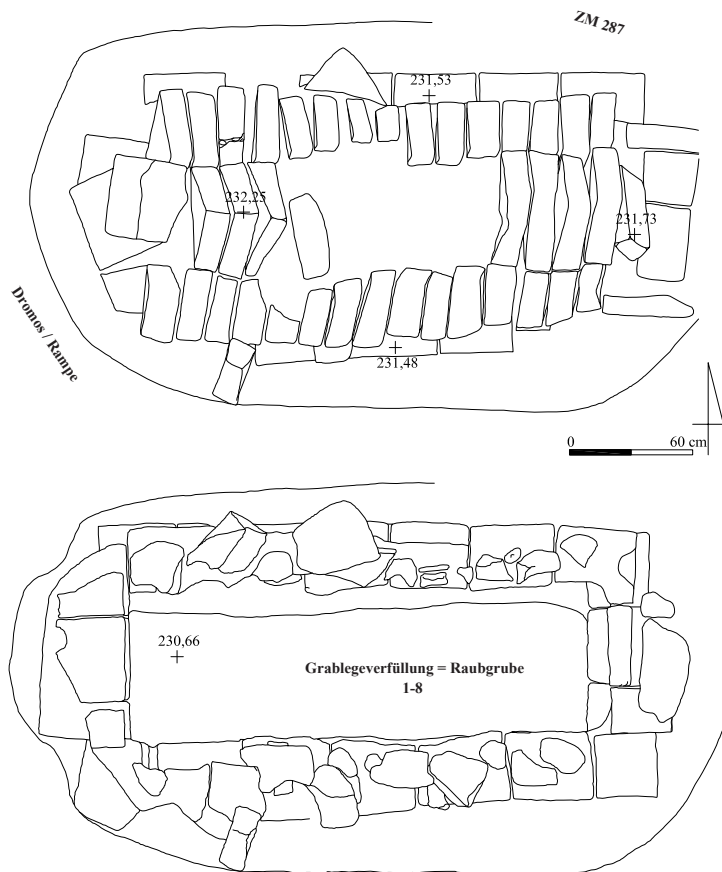 ZM 287
231,53
232,25
231,73
Dromos / Rampe
231,48
0 60 cm
230,66
Grablegeverfüllung = Raubgrube
1-8